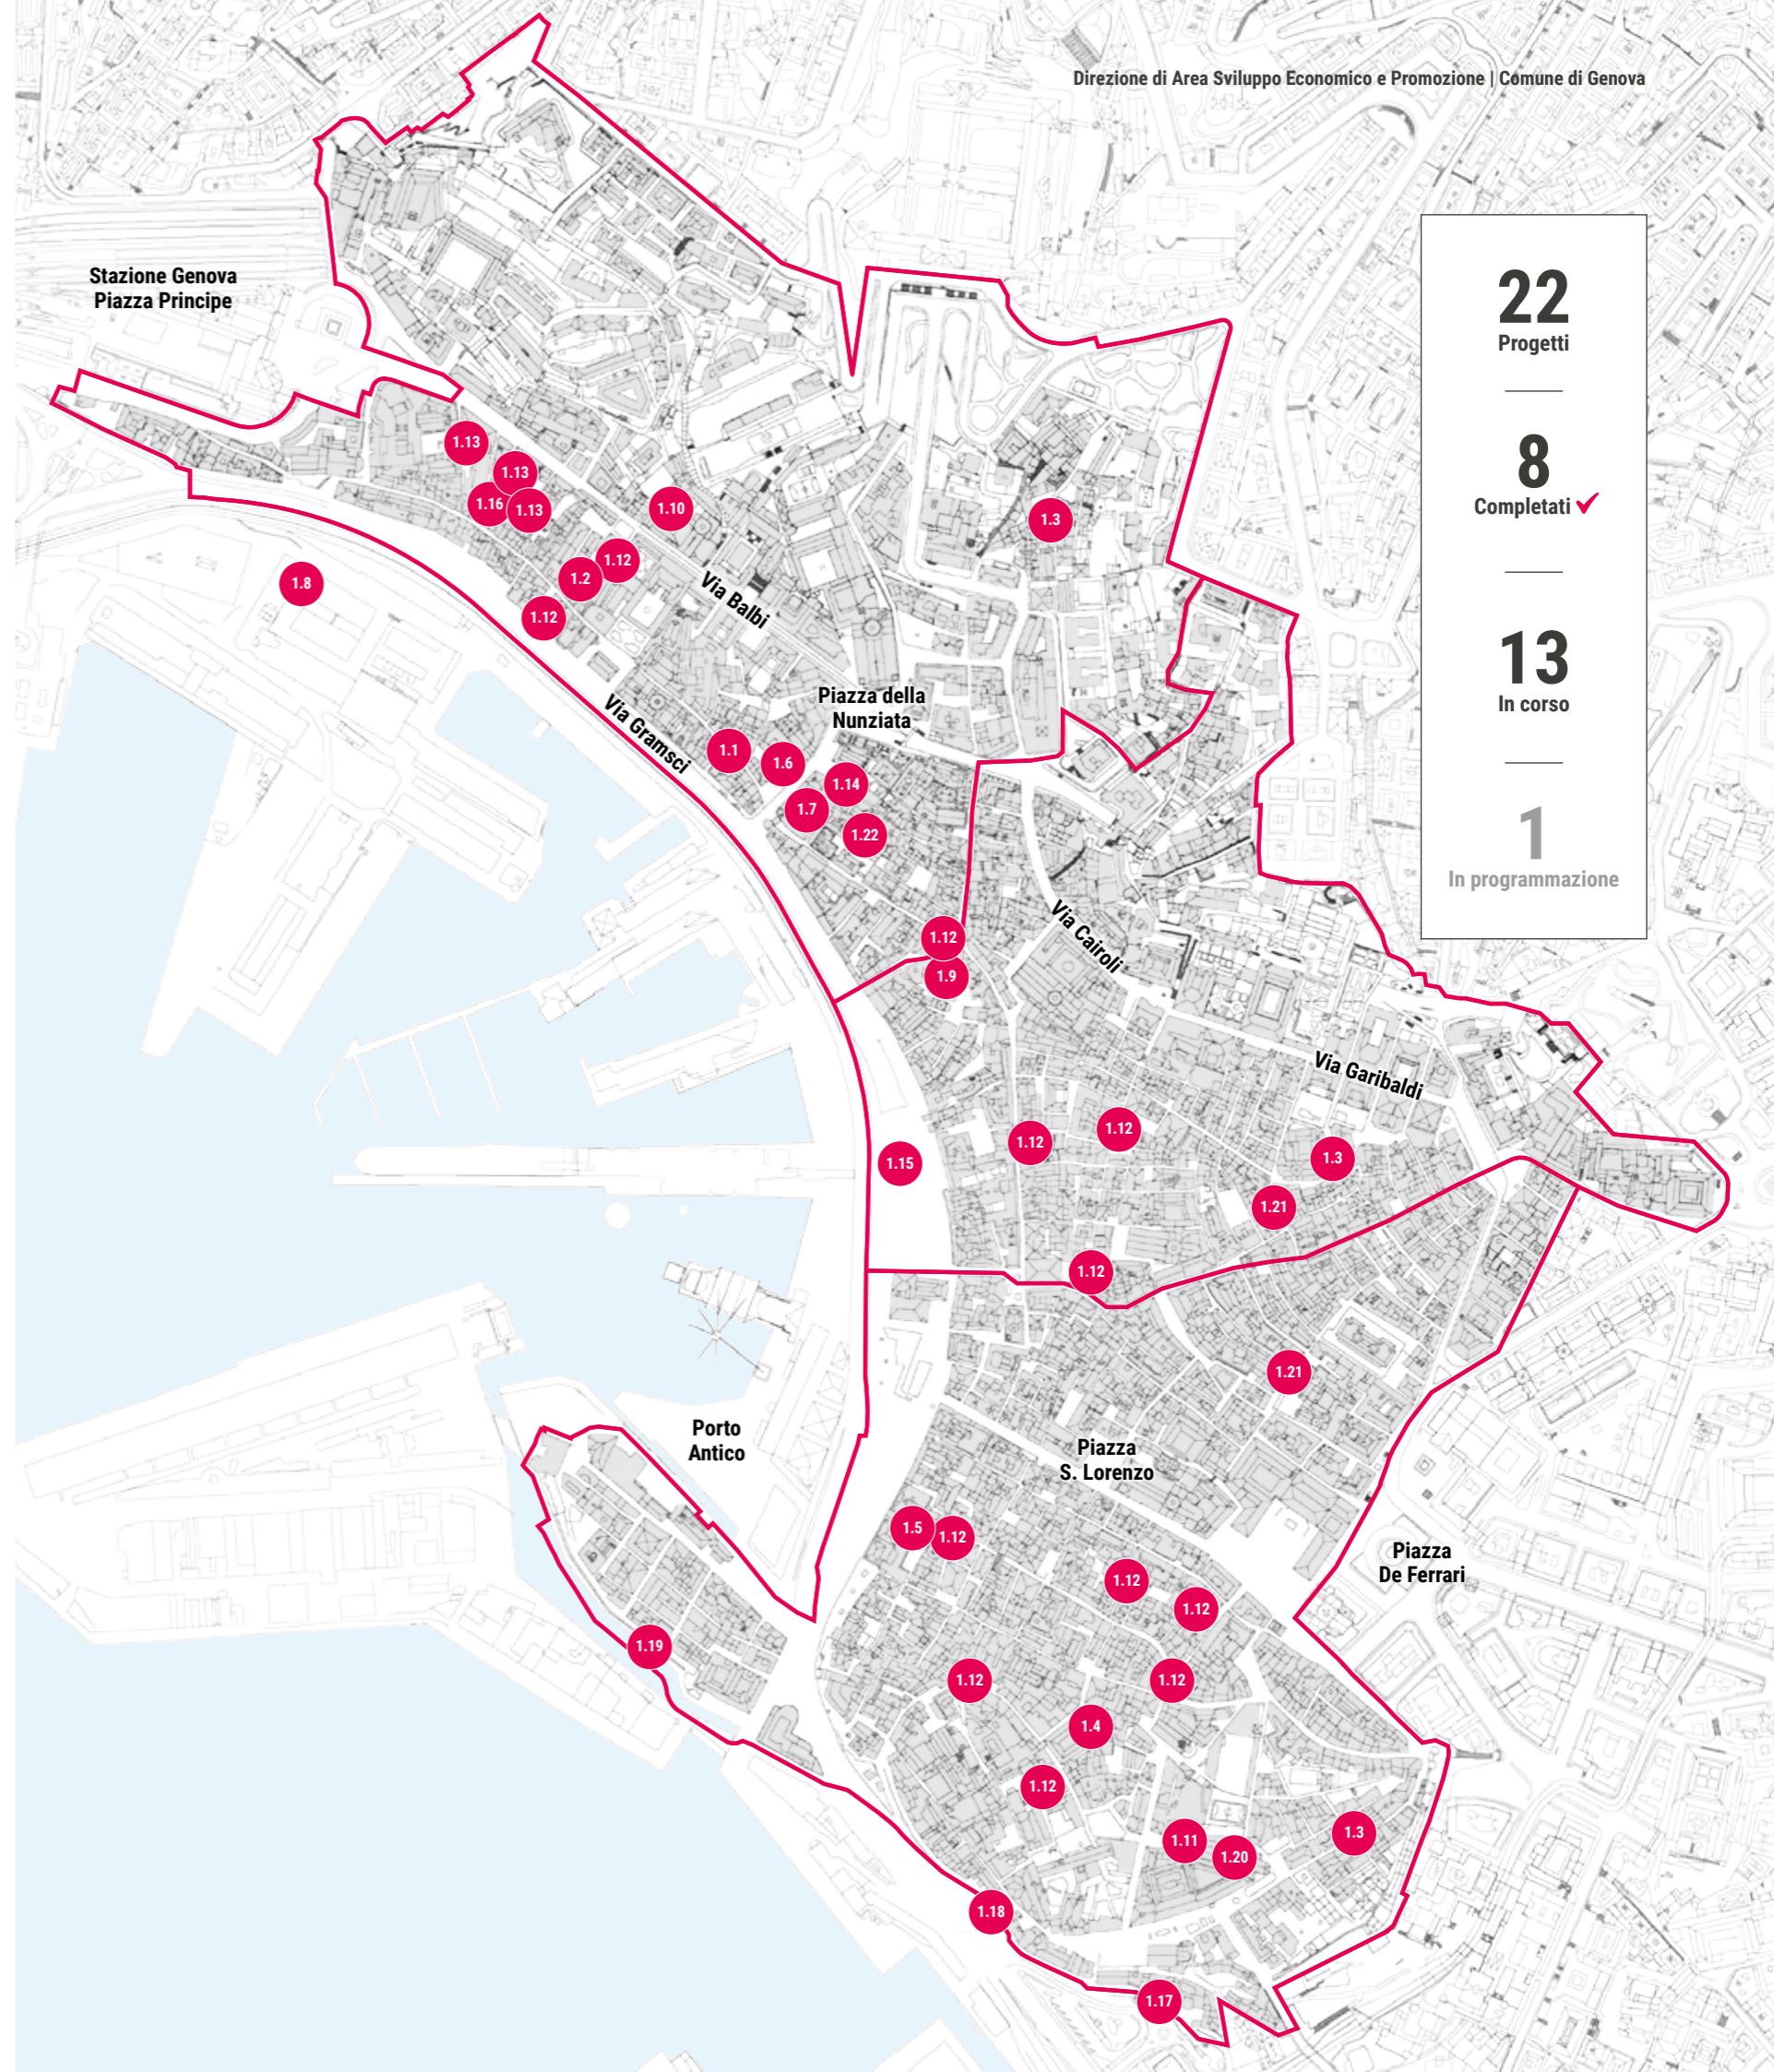 Direzione di Area Sviluppo Economico e Promozione | Comune di Genova
22
Progetti
8
Completati
13
In corso
1
In programmazione
Stazione Genova
Piazza Principe
1.13
1.13
1.16
1.13
1.10
1.3
1.12
1.2
1.8
1.12
Via Balbi
Piazza della
Nunziata
Via Gramsci
1.1
1.6
1.14
1.7
1.22
1.12
1.9
Via Cairoli
Via Garibaldi
1.12
1.12
1.15
1.3
1.21
1.12
1.21
Porto
Antico
Piazza
S. Lorenzo
1.5
1.12
Piazza
De Ferrari
1.12
1.12
1.19
1.12
1.12
1.4
1.12
1.11
1.20
1.3
1.18
1.17